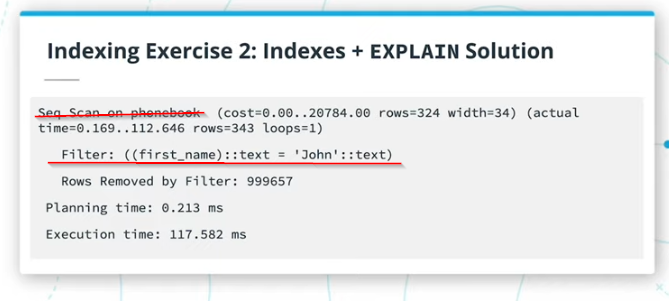 Indexing Exercise 2: Indexes + EXPLAIN Solution
Seq Scan on phonebook (cost=0.00..20784.00 rows=324 width=34) (actual
time=0.169..112.646 rows=343 loops=1)
Filter: ((first_name)::text = 'John'::text)
Rows Removed by Filter: 999657
Planning time: 0.213 ms
Execution time: 117.582 ms